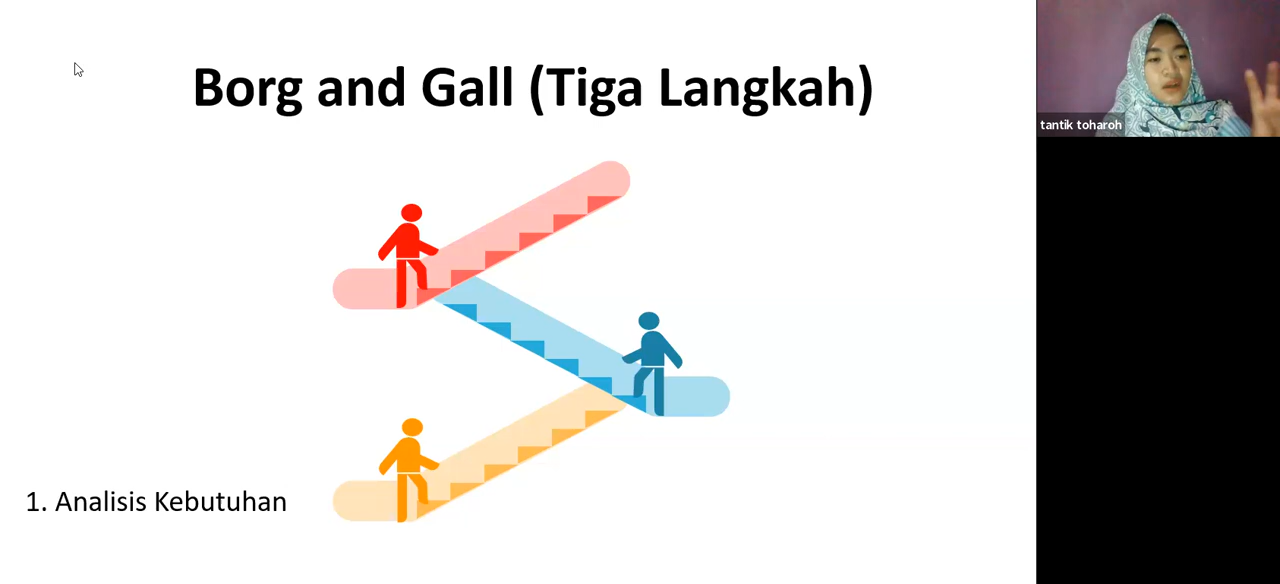 Borg and Gall (Tiga Langkah)
tantik toharoh
1. Analisis Kebutuhan